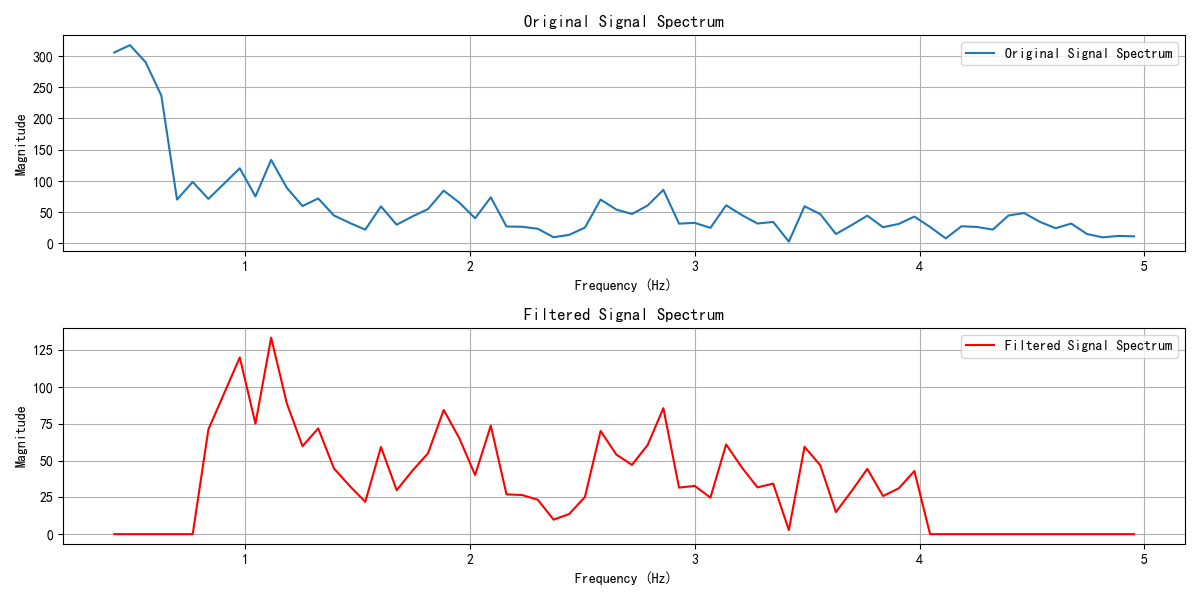 Original Signal Spectrum
Original Signal Spectrum
Magnitude
300
250
200
150
100
50
0
1 2 3 4 5
Frequency (Hz)
Filtered Signal Spectrum
Filtered Signal Spectrum
Magnitude
125
100
75
50
25
0
1 2 3 4 5
Frequency (Hz)